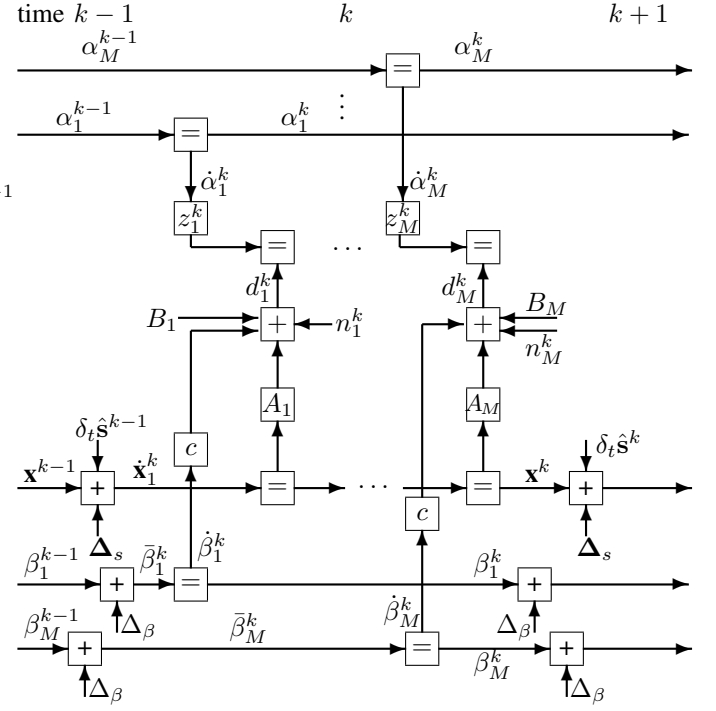 time k − 1 k k + 1
α_M^{k−1} α_M^k
=
⋮
α_1^{k−1} α_1^k
=
α̇_1^k α̇_M^k
−1
z_1^k z_M^k
= ⋯ =
d_1^k d_M^k
B_1 + n_1^k + B_M
n_M^k
A_1 A_M
δ_t ŝ^{k−1} c δ_t ŝ^k
x^{k−1} + ẋ_1^k = ⋯ = x^k +
c
Δ_s Δ_s
β_1^{k−1} + β̄_1^k = β̇_1^k β_1^k +
Δ_β β̇_M^k Δ_β
β_M^{k−1} + β̄_M^k = β_M^k +
Δ_β Δ_β